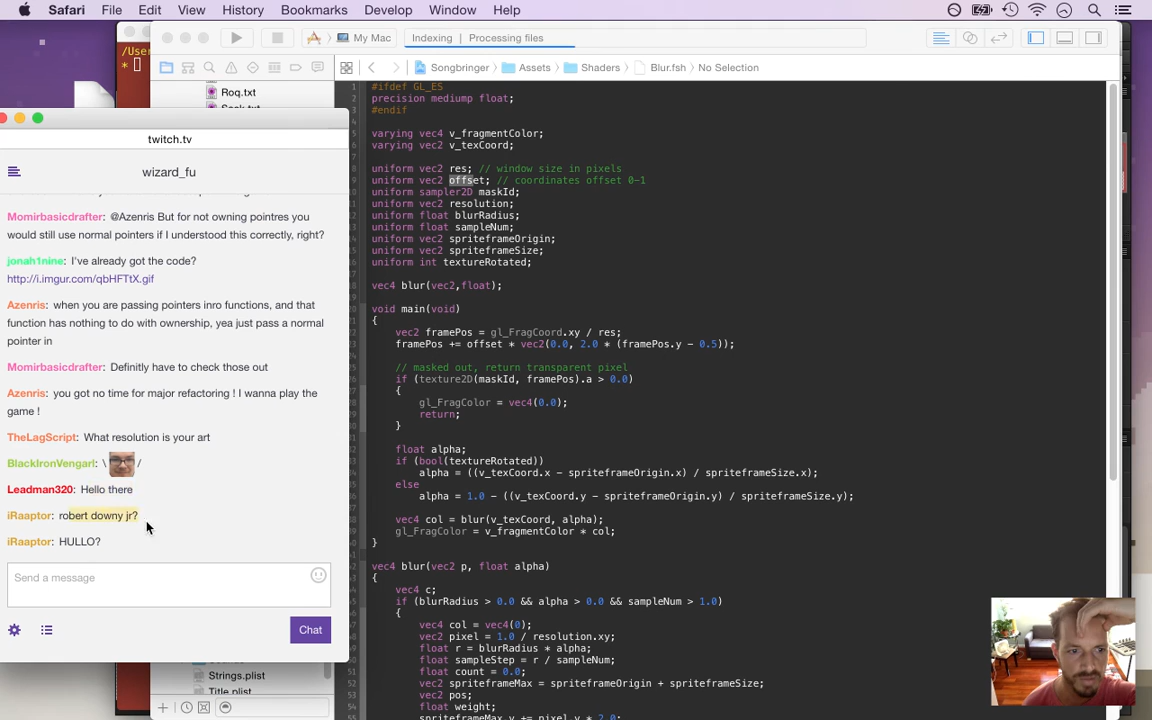 Safari File Edit View History Bookmarks Develop Window Help
/User
*
My Mac
Indexing | Processing files
Songbringer Assets Shaders Blur.fsh No Selection
Roq.txt
twitch.tv
wizard_fu
Momirbasicdrafter: @Azenris But for not owning pointres you
would still use normal pointers if I understood this correctly, right?
jonah1nine: I've already got the code?
http://i.imgur.com/qbHFTtX.gif
Azenris: when you are passing pointers inro functions, and that
function has nothing to do with ownership, yea just pass a normal
pointer in
Momirbasicdrafter: Definitly have to check those out
Azenris: you got no time for major refactoring ! I wanna play the
game !
TheLagScript: What resolution is your art
BlackIronVengarl: \ /
Leadman320: Hello there
iRaaptor: robert downy jr?
iRaaptor: HULLO?
Send a message
Chat
Strings.plist
Title.plist
#ifdef GL_ES
precision mediump float;
#endif
varying vec4 v_fragmentColor;
varying vec2 v_texCoord;
uniform vec2 res; // window size in pixels
uniform vec2 offset; // coordinates offset 0-1
uniform sampler2D maskId;
uniform vec2 resolution;
uniform float blurRadius;
uniform float sampleNum;
uniform vec2 spriteframeOrigin;
uniform vec2 spriteframeSize;
uniform int textureRotated;
vec4 blur(vec2,float);
void main(void)
{
vec2 framePos = gl_FragCoord.xy / res;
framePos += offset * vec2(0.0, 2.0 * (framePos.y - 0.5));
// masked out, return transparent pixel
if (texture2D(maskId, framePos).a > 0.0)
{
gl_FragColor = vec4(0.0);
return;
}
float alpha;
if (bool(textureRotated))
alpha = ((v_texCoord.x - spriteframeOrigin.x) / spriteframeSize.x);
else
alpha = 1.0 - ((v_texCoord.y - spriteframeOrigin.y) / spriteframeSize.y);
vec4 col = blur(v_texCoord, alpha);
gl_FragColor = v_fragmentColor * col;
}
vec4 blur(vec2 p, float alpha)
{
vec4 c;
if (blurRadius > 0.0 && alpha > 0.0 && sampleNum > 1.0)
{
vec4 col = vec4(0);
vec2 pixel = 1.0 / resolution.xy;
float r = blurRadius * alpha;
float sampleStep = r / sampleNum;
float count = 0.0;
vec2 spriteframeMax = spriteframeOrigin + spriteframeSize;
vec2 pos;
float weight;
spriteframeMax.y += pixel.y * 2.0;